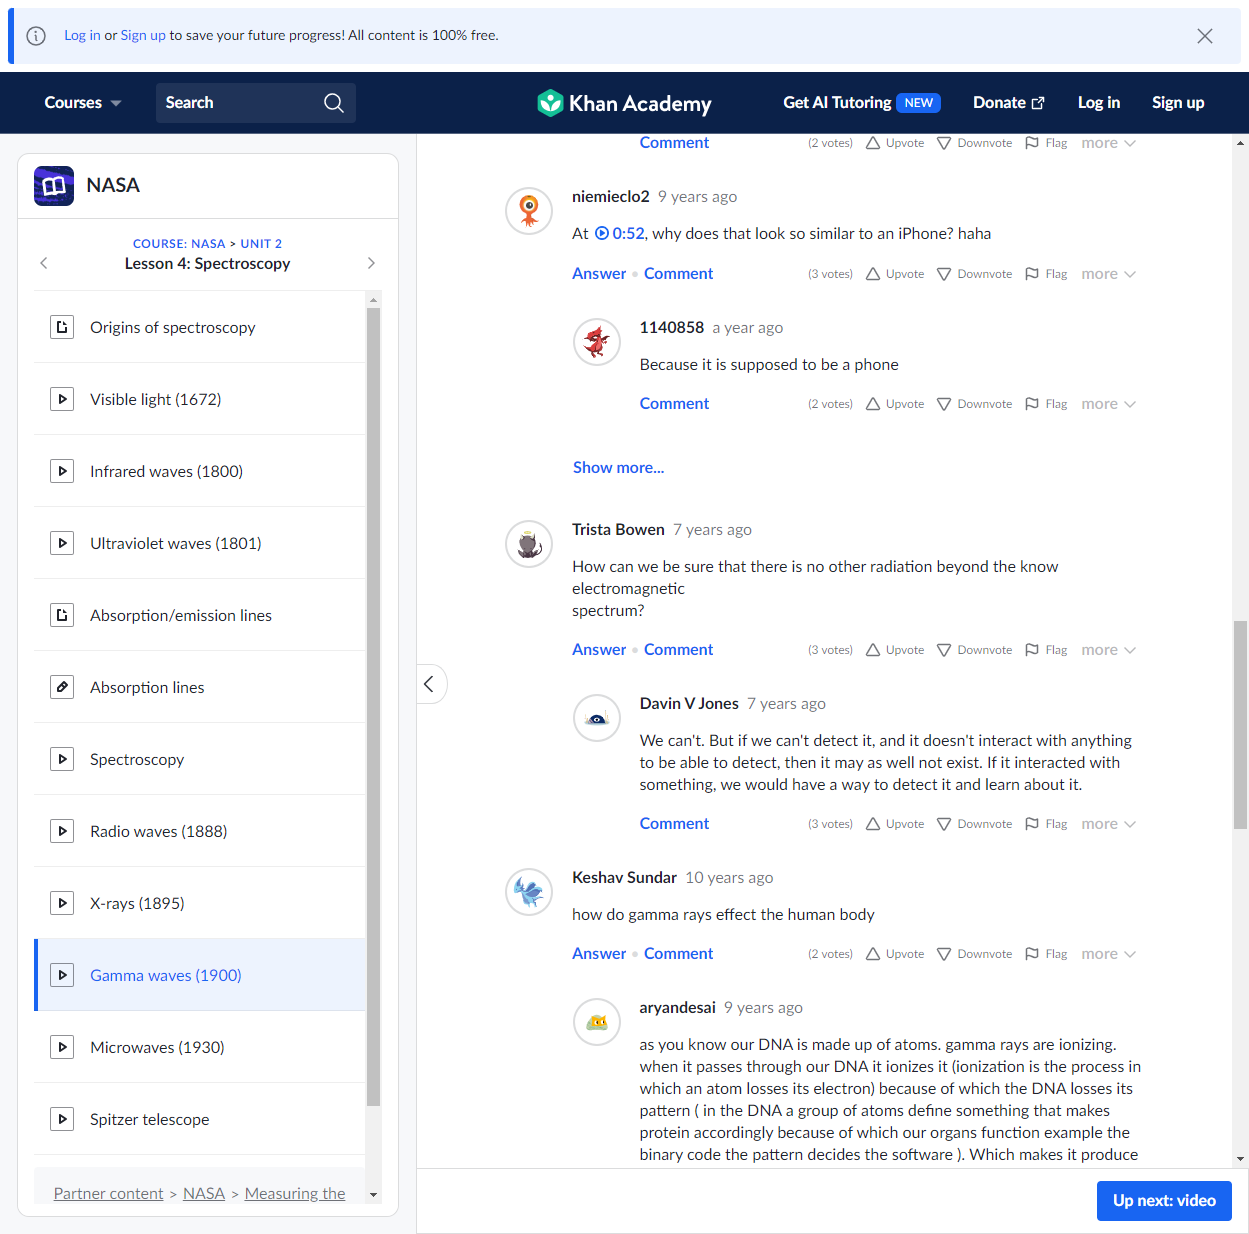 Log in or Sign up to save your future progress! All content is 100% free.
Courses
Search
Khan Academy
Get AI Tutoring NEW
Donate
Log in
Sign up
NASA
COURSE: NASA > UNIT 2
Lesson 4: Spectroscopy
Origins of spectroscopy
Visible light (1672)
Infrared waves (1800)
Ultraviolet waves (1801)
Absorption/emission lines
Absorption lines
Spectroscopy
Radio waves (1888)
X-rays (1895)
Gamma waves (1900)
Microwaves (1930)
Spitzer telescope
Partner content > NASA > Measuring the
Comment (2 votes) Upvote Downvote Flag more
niemieclo2 9 years ago
At 0:52, why does that look so similar to an iPhone? haha
Answer • Comment (3 votes) Upvote Downvote Flag more
1140858 a year ago
Because it is supposed to be a phone
Comment (2 votes) Upvote Downvote Flag more
Show more...
Trista Bowen 7 years ago
How can we be sure that there is no other radiation beyond the know
electromagnetic
spectrum?
Answer • Comment (3 votes) Upvote Downvote Flag more
Davin V Jones 7 years ago
We can't. But if we can't detect it, and it doesn't interact with anything
to be able to detect, then it may as well not exist. If it interacted with
something, we would have a way to detect it and learn about it.
Comment (3 votes) Upvote Downvote Flag more
Keshav Sundar 10 years ago
how do gamma rays effect the human body
Answer • Comment (2 votes) Upvote Downvote Flag more
aryandesai 9 years ago
as you know our DNA is made up of atoms. gamma rays are ionizing.
when it passes through our DNA it ionizes it (ionization is the process in
which an atom losses its electron) because of which the DNA losses its
pattern ( in the DNA a group of atoms define something that makes
protein accordingly because of which our organs function example the
binary code the pattern decides the software ). Which makes it produce
Up next: video